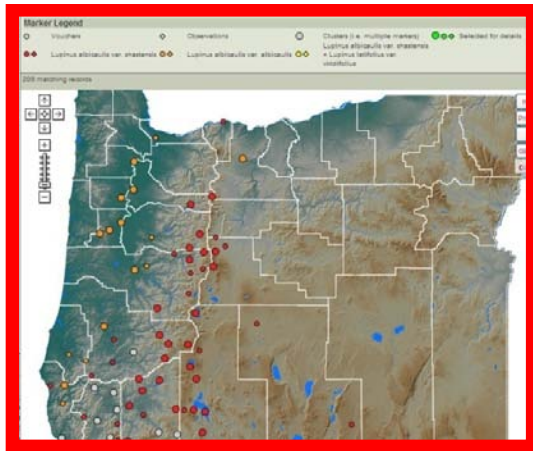 Marker Legend
Vouchers Observations Clusters (i.e. multiple markers) Selected for details
Lupinus albicaulis var. shastensis Lupinus albicaulis var. albicaulis Lupinus albicaulis var. shastensis
= Lupinus latifolius var.
viridifolius
209 matching records